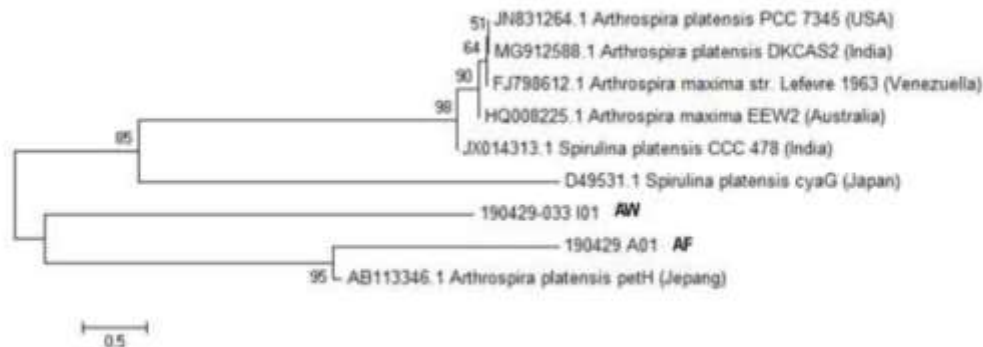 51 JN831264.1 Arthrospira platensis PCC 7345 (USA)
64 MG912588.1 Arthrospira platensis DKCAS2 (India)
90 FJ798612.1 Arthrospira maxima str. Lefevre 1963 (Venezuella)
98 HQ008225.1 Arthrospira maxima EEW2 (Australia)
85 JX014313.1 Spirulina platensis CCC 478 (India)
D49531.1 Spirulina platensis cyaG (Japan)
190429-033 I01 AW
190429 A01 AF
95 AB113346.1 Arthrospira platensis petH (Jepang)
0.5